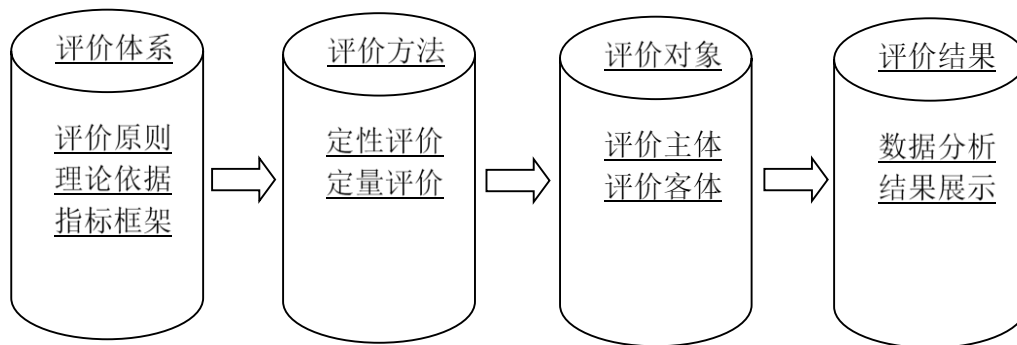 评价体系
评价原则
理论依据
指标框架
评价方法
定性评价
定量评价
评价对象
评价主体
评价客体
评价结果
数据分析
结果展示